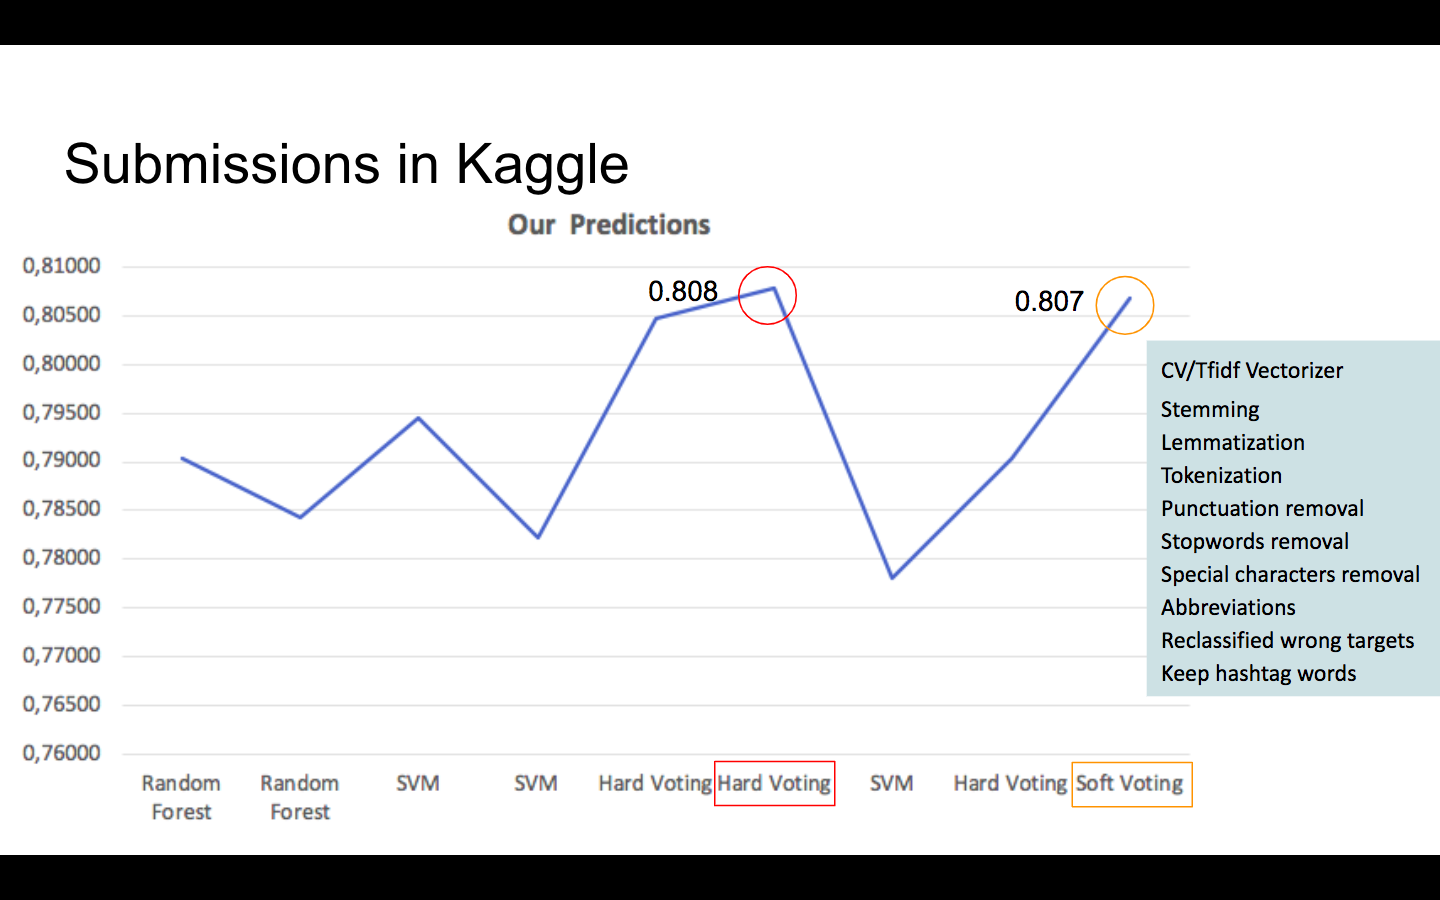 Submissions in Kaggle
Our Predictions
0,81000
0,80500
0,80000
0,79500
0,79000
0,78500
0,78000
0,77500
0,77000
0,76500
0,76000
0.808
0.807
CV/Tfidf Vectorizer
Stemming
Lemmatization
Tokenization
Punctuation removal
Stopwords removal
Special characters removal
Abbreviations
Reclassified wrong targets
Keep hashtag words
Random
Forest
Random
Forest
SVM
SVM
Hard Voting
Hard Voting
SVM
Hard Voting
Soft Voting